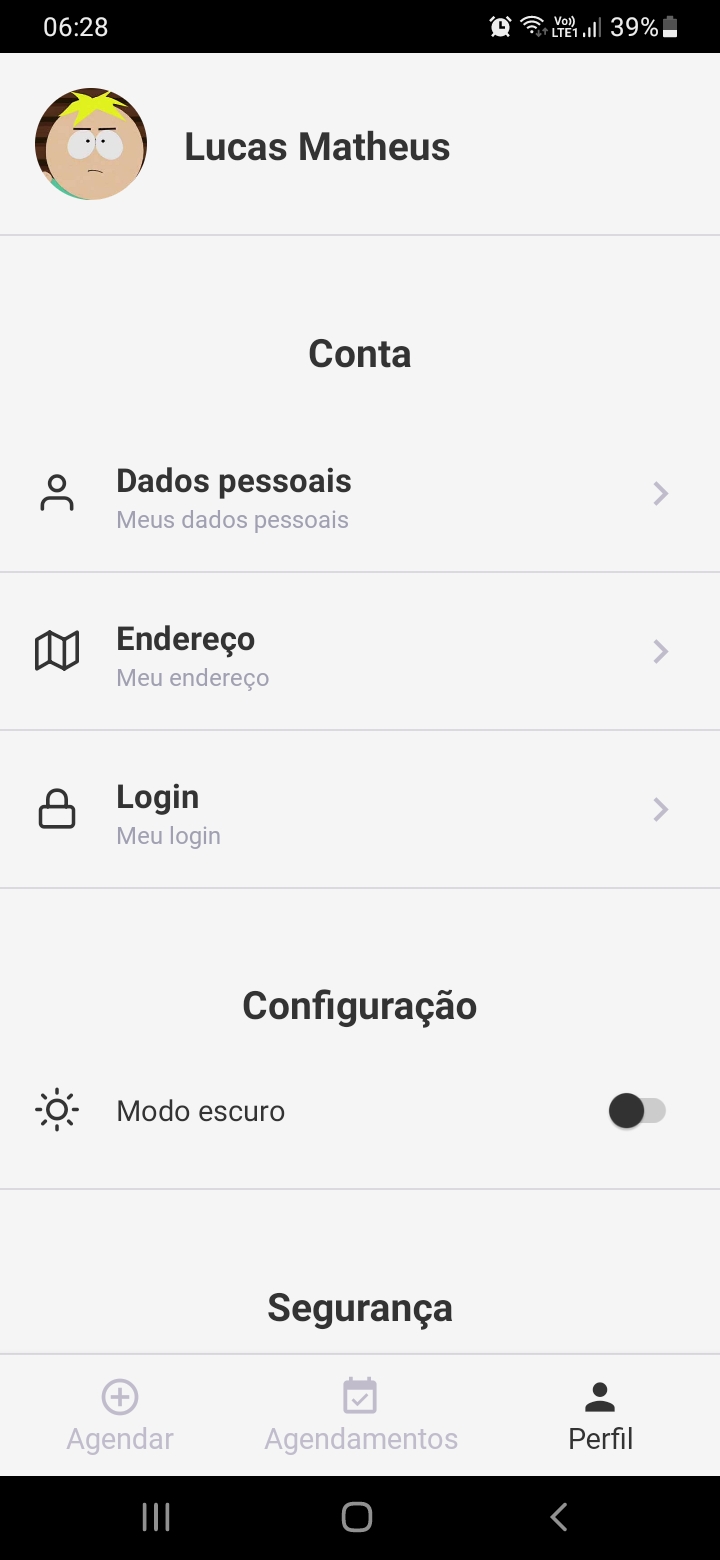 06:28
Vo)) LTE1 39%
Lucas Matheus
Conta
Dados pessoais
Meus dados pessoais
Endereço
Meu endereço
Login
Meu login
Configuração
Modo escuro
Segurança
Agendar Agendamentos Perfil